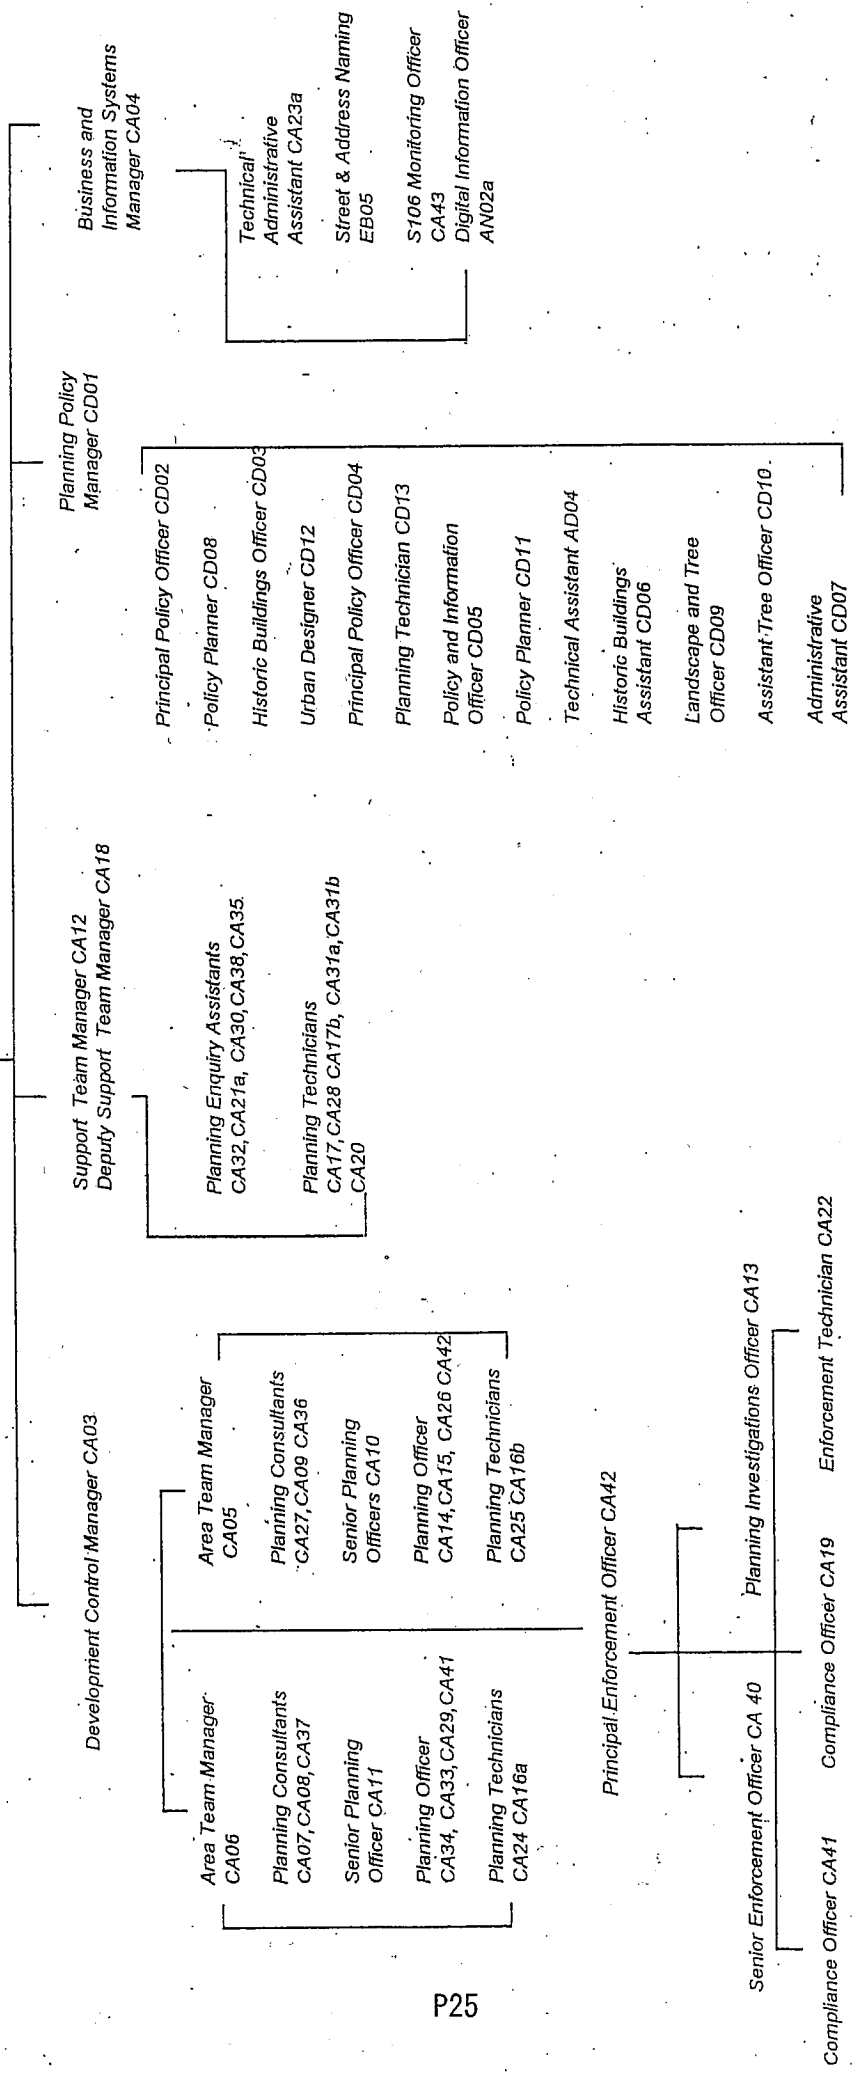 Development Control Manager CA03
Area Team Manager
CA06
Planning Consultants
CA07,CA08,CA37
Senior Planning
Officer CA11
Planning Officer
CA34, CA33,CA29,CA41
Planning Technicians
CA24 CA16a
Area Team Manager
CA05
Planning Consultants
CA27,CA09 CA36
Senior Planning
Officers CA10
Planning Officer
CA14,CA15, CA26 CA42
Planning Technicians
CA25 CA16b
Principal Enforcement Officer CA42
Senior Enforcement Officer CA 40
Planning Investigations Officer CA13
Compliance Officer CA41
Compliance Officer CA19
Enforcement Technician CA22
Support Team Manager CA12
Deputy Support Team Manager CA18
Planning Enquiry Assistants
CA32,CA21a, CA30,CA38,CA35
Planning Technicians
CA17,CA28 CA17b, CA31a,CA31b
CA20
Planning Policy
Manager CD01
Principal Policy Officer CD02
Policy Planner CD08
Historic Buildings Officer CD03
Urban Designer CD12
Principal Policy Officer CD04
Planning Technician CD13
Policy and Information
Officer CD05
Policy Planner CD11
Technical Assistant AD04
Historic Buildings
Assistant CD06
Landscape and Tree
Officer CD09
Assistant Tree Officer CD10
Administrative
Assistant CD07
Business and
Information Systems
Manager CA04
Technical
Administrative
Assistant CA23a
Street & Address Naming
EB05
S106 Monitoring Officer
CA43
Digital Information Officer
AN02a
P25